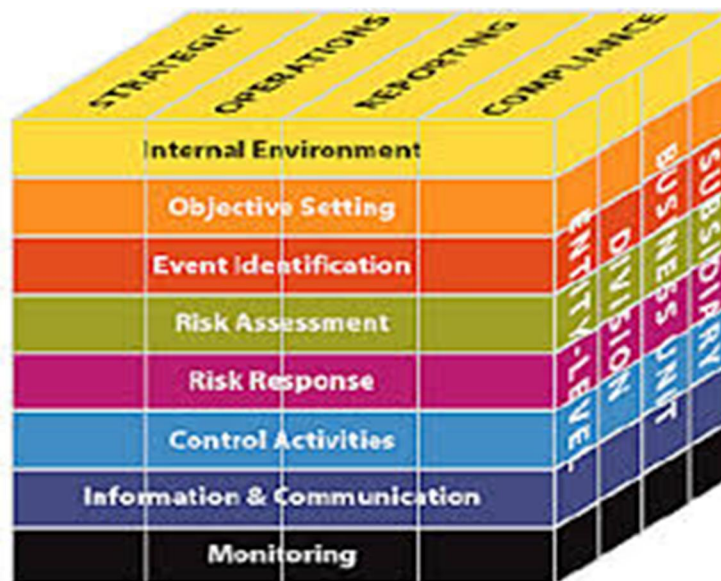 STRATEGIC
OPERATIONS
REPORTING
COMPLIANCE
Internal Environment
Objective Setting
Event Identification
Risk Assessment
Risk Response
Control Activities
Information & Communication
Monitoring
ENTITY-LEVEL
DIVISION
BUSINESS UNIT
SUBSIDIARY